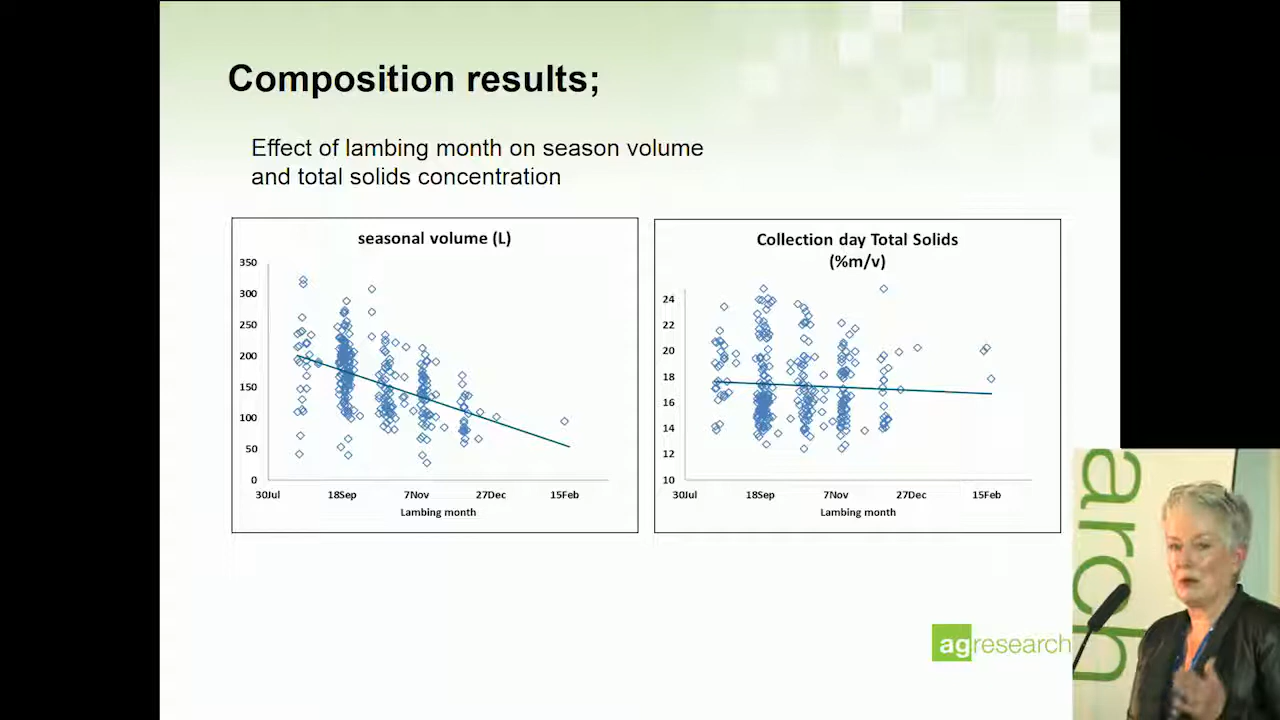 Composition results;
Effect of lambing month on season volume
and total solids concentration
seasonal volume (L)
350
300
250
200
150
100
50
0
30Jul 18Sep 7Nov 27Dec 15Feb
Lambing month
Collection day Total Solids
(%m/v)
24
22
20
18
16
14
12
10
30Jul 18Sep 7Nov 27Dec 15Feb
Lambing month
agresearch
arch